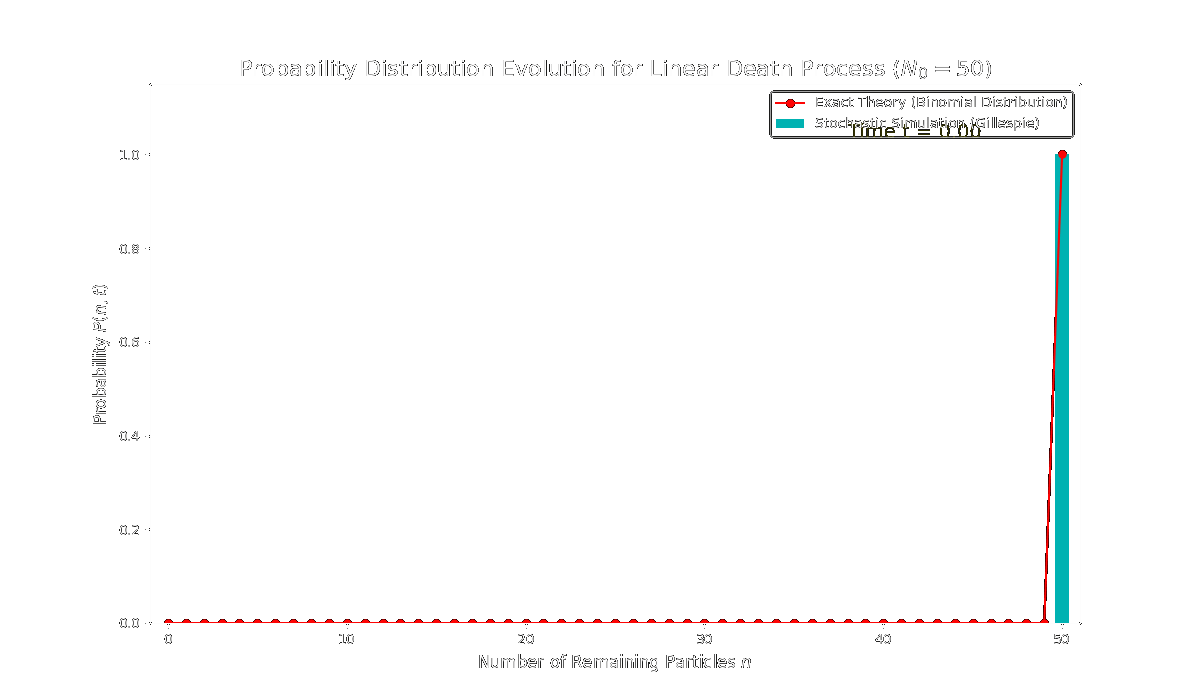 Probability Distribution Evolution for Linear Death Process (N₀ = 50)
Exact Theory (Binomial Distribution)
Stochastic Simulation (Gillespie)
Time t = 0.00
1.0
0.8
0.6
0.4
0.2
0.0
Probability P(n, t)
0 10 20 30 40 50
Number of Remaining Particles n